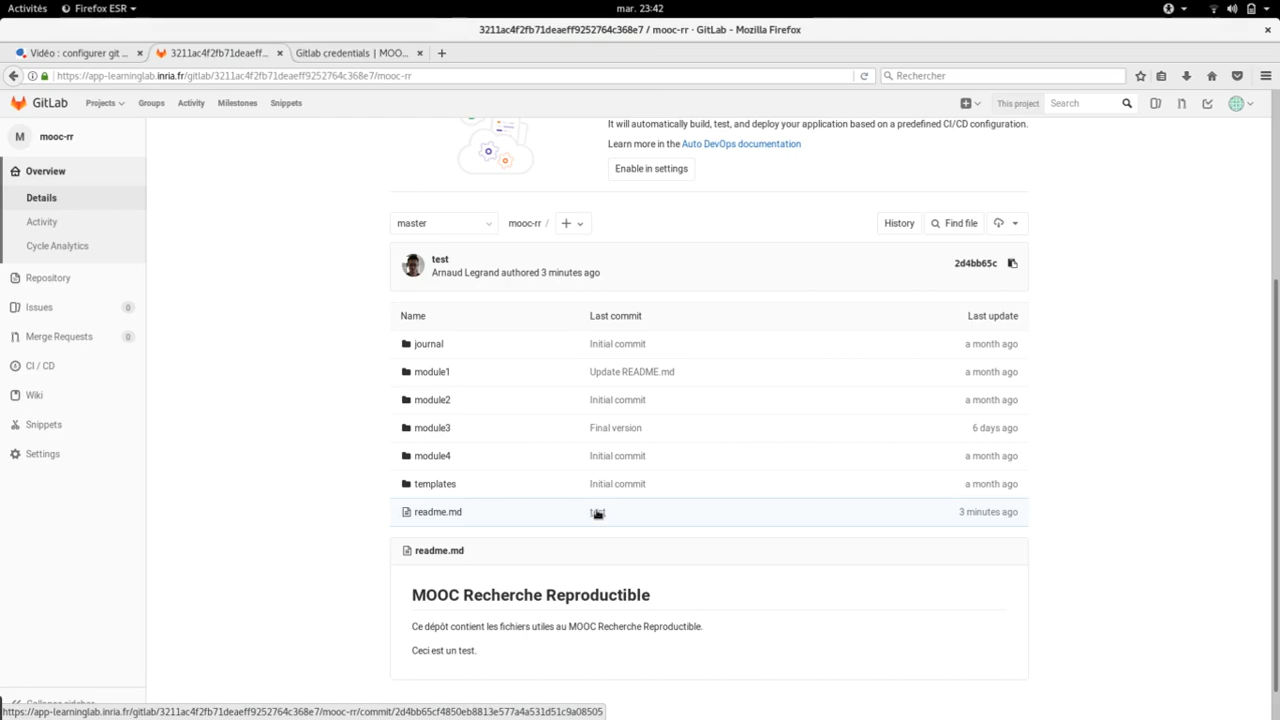 Activités Firefox ESR mar. 23:42
3211ac4f2fb71deaeff9252764c368e7 / mooc-rr · GitLab - Mozilla Firefox
Vidéo : configurer git ... 3211ac4f2fb71deaeff... Gitlab credentials | MOO...
https://app-learninglab.inria.fr/gitlab/3211ac4f2fb71deaeff9252764c368e7/mooc-rr Rechercher
GitLab Projects Groups Activity Milestones Snippets This project Search
M mooc-rr
Overview
Details
Activity
Cycle Analytics
Repository
Issues 0
Merge Requests 0
CI / CD
Wiki
Snippets
Settings
It will automatically build, test, and deploy your application based on a predefined CI/CD configuration.
Learn more in the Auto DevOps documentation
Enable in settings
master mooc-rr / + History Find file
test
Arnaud Legrand authored 3 minutes ago 2d4bb65c
Name Last commit Last update
journal Initial commit a month ago
module1 Update README.md a month ago
module2 Initial commit a month ago
module3 Final version 6 days ago
module4 Initial commit a month ago
templates Initial commit a month ago
readme.md 3 minutes ago
readme.md
MOOC Recherche Reproductible
Ce dépôt contient les fichiers utiles au MOOC Recherche Reproductible.
Ceci est un test.
https://app-learninglab.inria.fr/gitlab/3211ac4f2fb71deaeff9252764c368e7/mooc-rr/commit/2d4bb65cf4850eb8813e577a4a531d51c9a08505